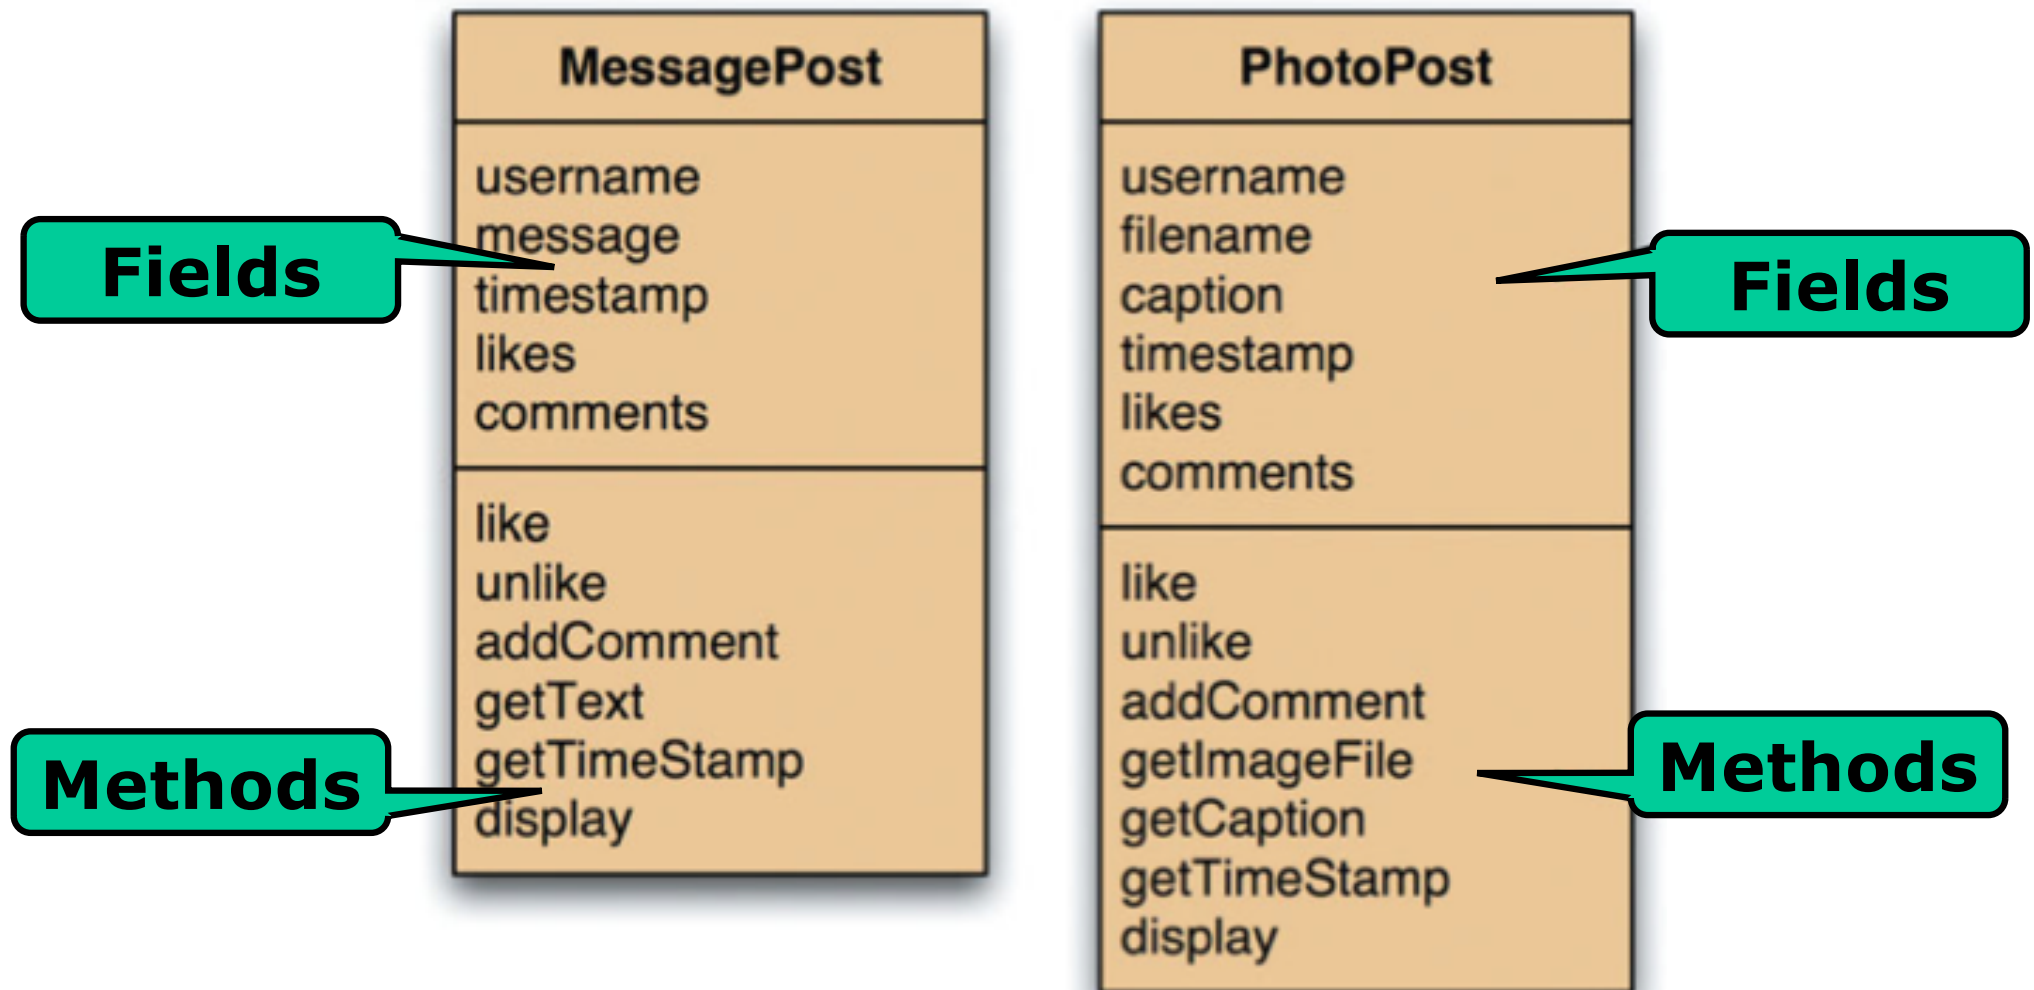 MessagePost
username
message
timestamp
likes
comments
like
unlike
addComment
getText
getTimeStamp
display
Fields
Methods
PhotoPost
username
filename
caption
timestamp
likes
comments
like
unlike
addComment
getImageFile
getCaption
getTimeStamp
display
Fields
Methods